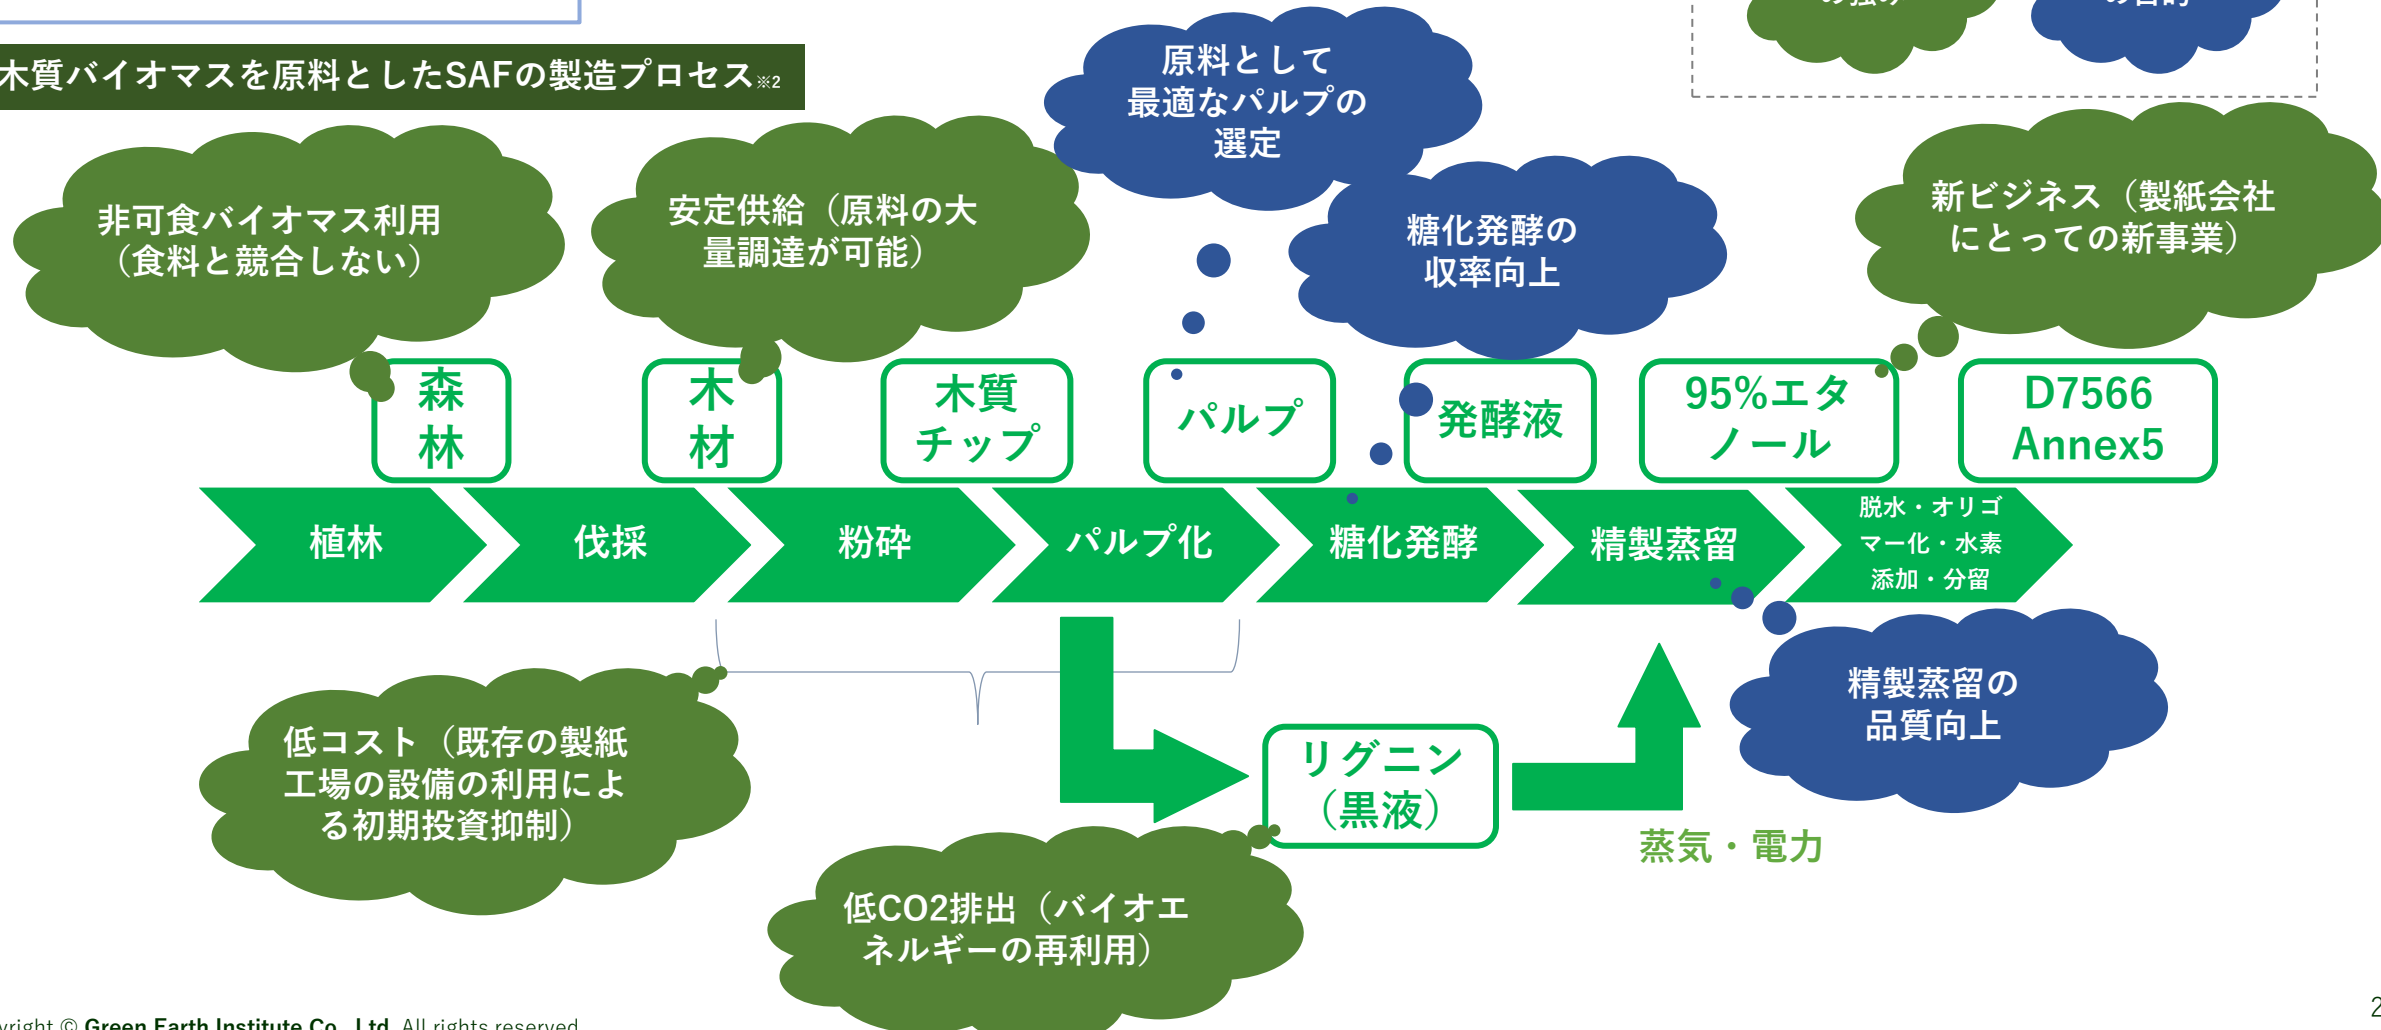 の強み
の目的
木質バイオマスを原料としたSAFの製造プロセス※2
原料として
最適なパルプの
選定
非可食バイオマス利用
（食料と競合しない）
安定供給（原料の大
量調達が可能）
糖化発酵の
収率向上
新ビジネス（製紙会社
にとっての新事業）
森
林
木
材
木質
チップ
パルプ
発酵液
95%エタ
ノール
D7566
Annex5
植林
伐採
粉砕
パルプ化
糖化発酵
精製蒸留
脱水・オリゴ
マー化・水素
添加・分留
低コスト（既存の製紙
工場の設備の利用によ
る初期投資抑制）
リグニン
（黒液）
精製蒸留の
品質向上
蒸気・電力
低CO2排出（バイオエ
ネルギーの再利用）
yright © Green Earth Institute Co., Ltd. All rights reserved
2